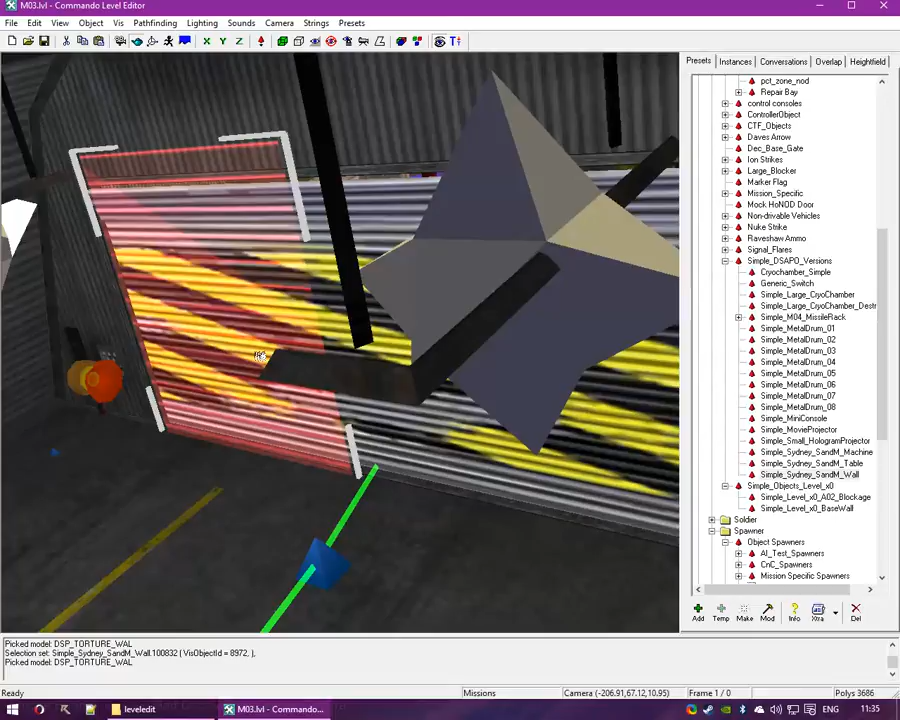 M03.lvl - Commando Level Editor
File Edit View Object Vis Pathfinding Lighting Sounds Camera Strings Presets
X Y Z
Presets Instances Conversations Overlap Heightfield
pct_zone_nod
Repair Bay
control consoles
ControllerObject
CTF_Objects
Daves Arrow
Dec_Base_Gate
Ion Strikes
Large_Blocker
Marker Flag
Mission_Specific
Mock HoNOD Door
Non-drivable Vehicles
Nuke Strike
Raveshaw Ammo
Signal_Flares
Simple_DSAPO_Versions
Cryochamber_Simple
Generic_Switch
Simple_Large_CryoChamber
Simple_Large_CryoChamber_Destr
Simple_M04_MissileRack
Simple_MetalDrum_01
Simple_MetalDrum_02
Simple_MetalDrum_03
Simple_MetalDrum_04
Simple_MetalDrum_05
Simple_MetalDrum_06
Simple_MetalDrum_07
Simple_MetalDrum_08
Simple_MiniConsole
Simple_MovieProjector
Simple_Small_HologramProjector
Simple_Sydney_SandM_Machine
Simple_Sydney_SandM_Table
Simple_Sydney_SandM_Wall
Simple_Objects_Level_x0
Simple_Level_x0_A02_Blockage
Simple_Level_x0_BaseWall
Soldier
Spawner
Object Spawners
AI_Test_Spawners
CnC_Spawners
Mission Specific Spawners
Add Temp Make Mod Info Xtra Del
Picked model: DSP_TORTURE_WAL
Selection set: Simple_Sydney_SandM_Wall.100832 ( VisObjectId = 8972, ),
Picked model: DSP_TORTURE_WAL
Ready Missions Camera (-206.91,67.12,10.95) Frame 1 / 0 Polys 3686
leveledit M03.lvl - Commando... ENG 11:35